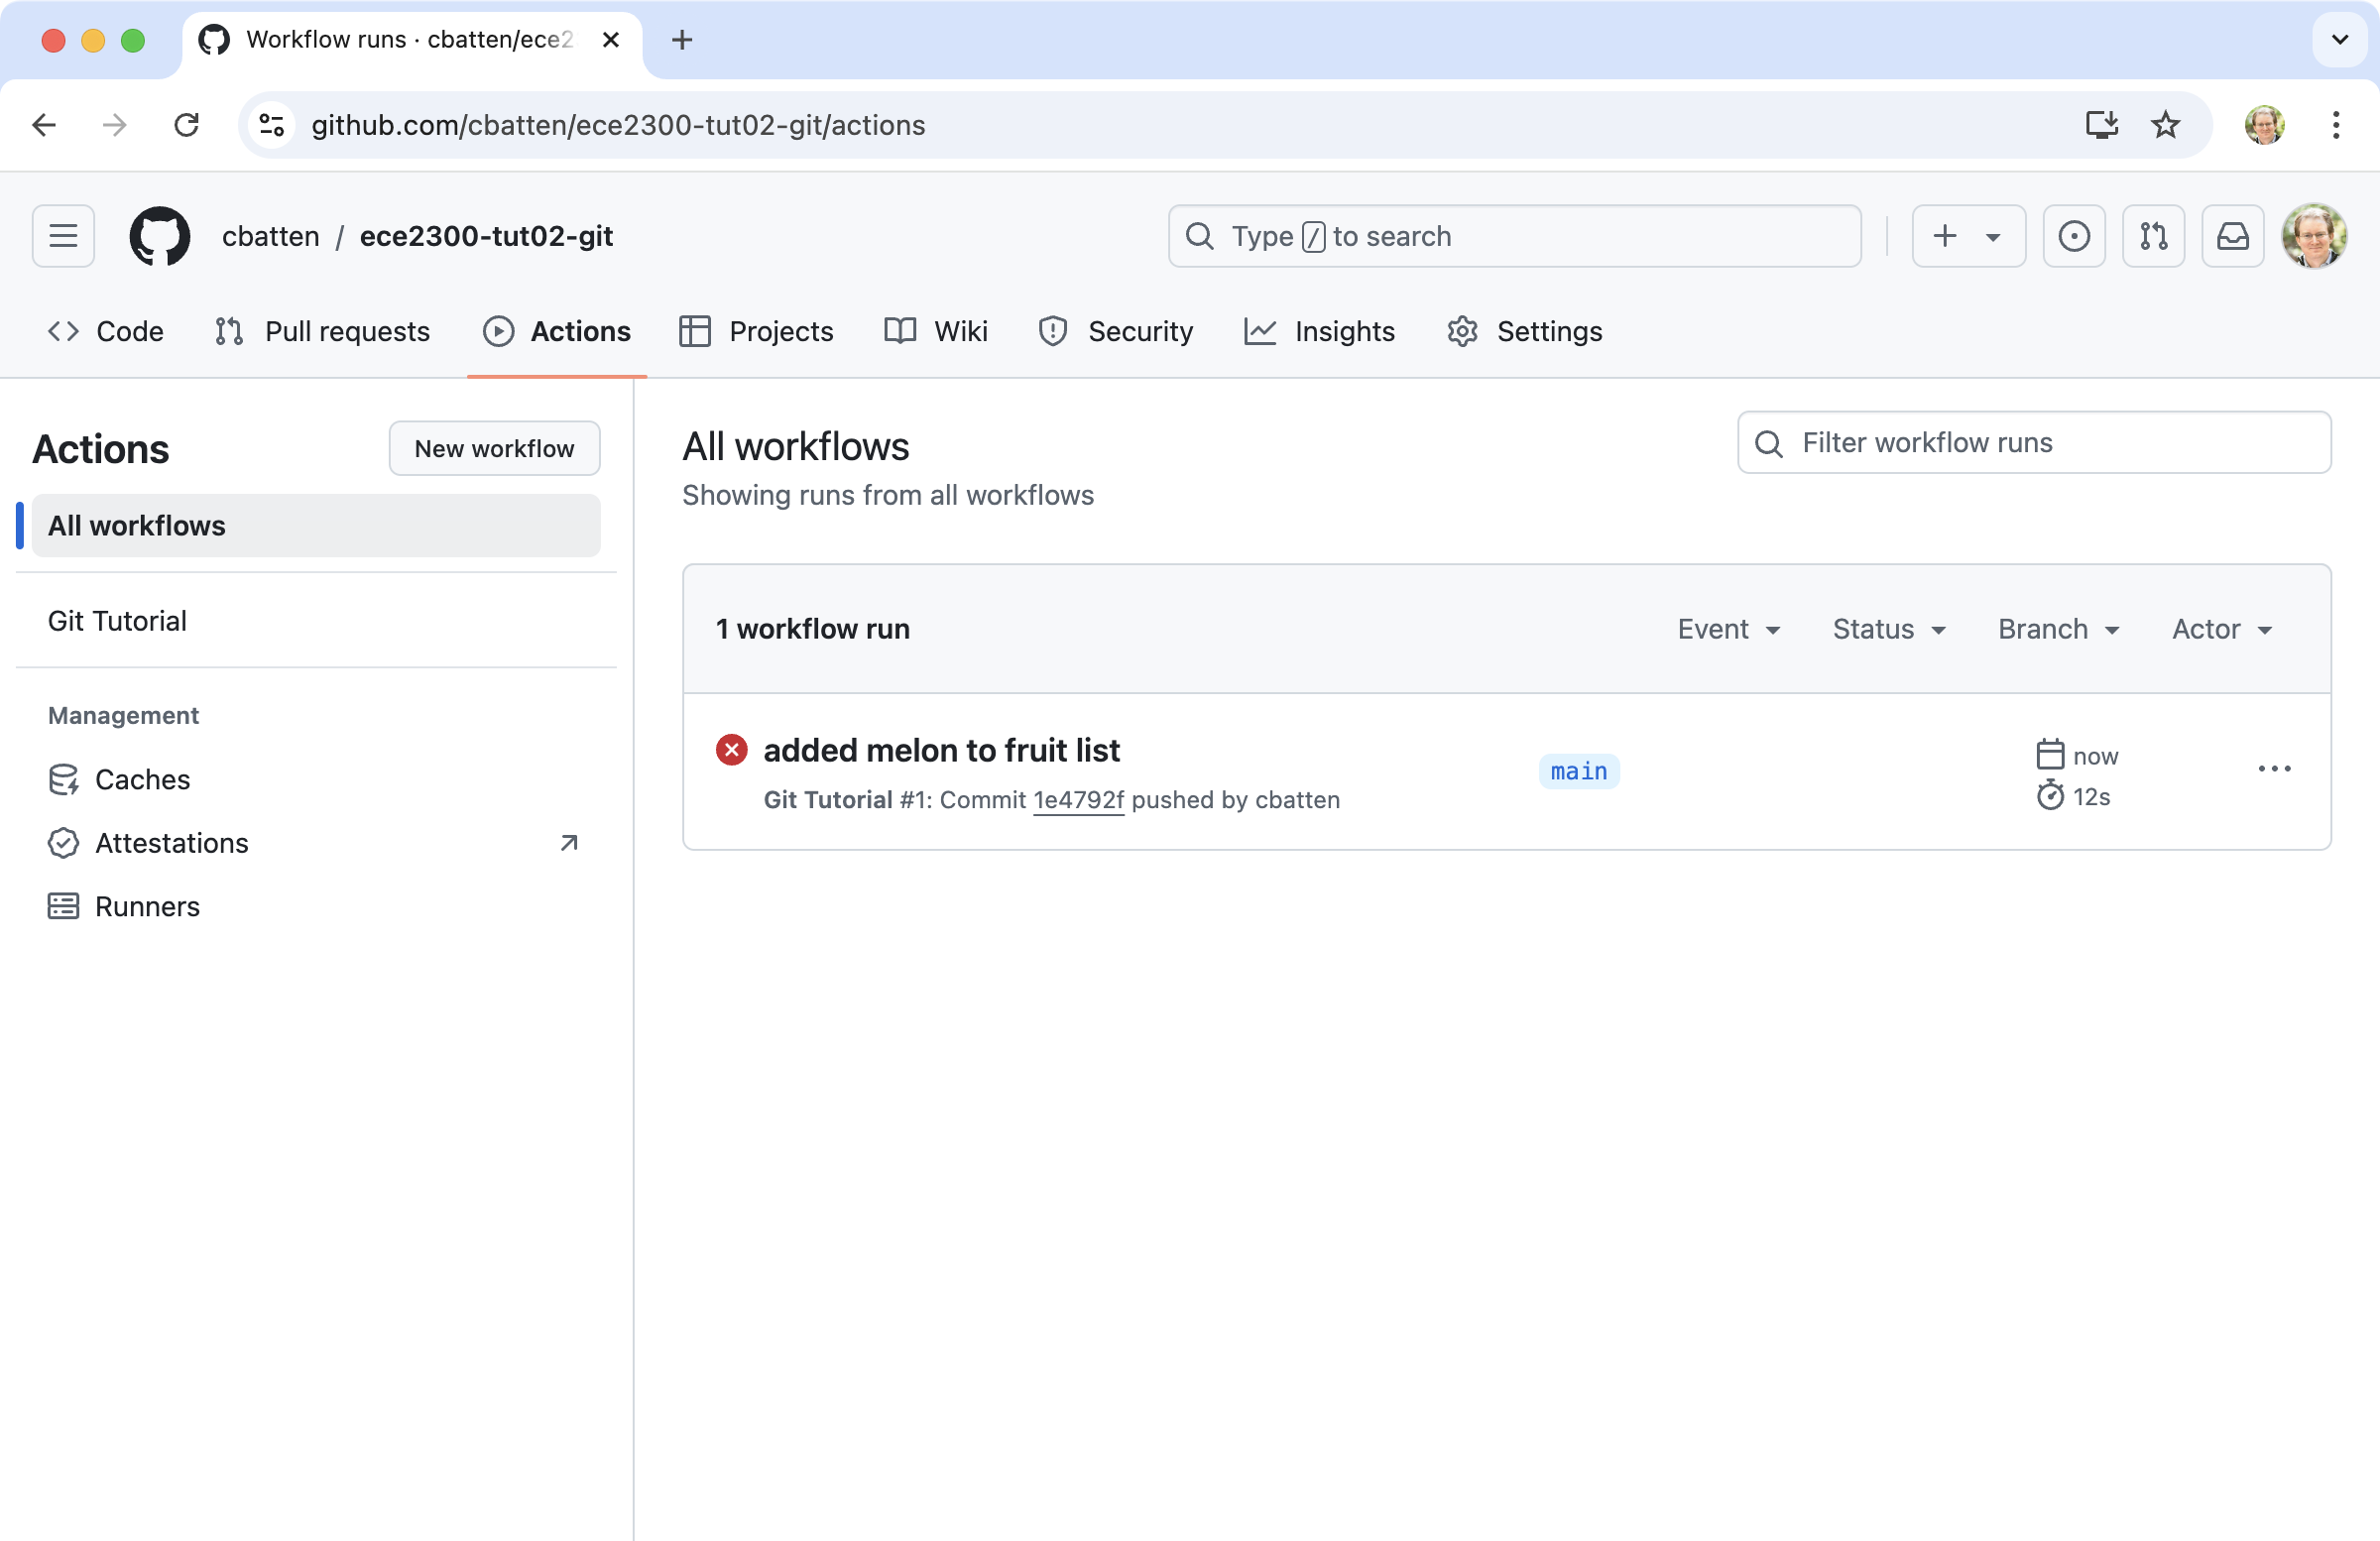 Workflow runs · cbatten/ece2
github.com/cbatten/ece2300-tut02-git/actions
cbatten / ece2300-tut02-git
Type / to search
Code
Pull requests
Actions
Projects
Wiki
Security
Insights
Settings
Actions
New workflow
All workflows
Git Tutorial
Management
Caches
Attestations
Runners
All workflows
Showing runs from all workflows
Filter workflow runs
1 workflow run
Event
Status
Branch
Actor
added melon to fruit list
Git Tutorial #1: Commit 1e4792f pushed by cbatten
main
now
12s